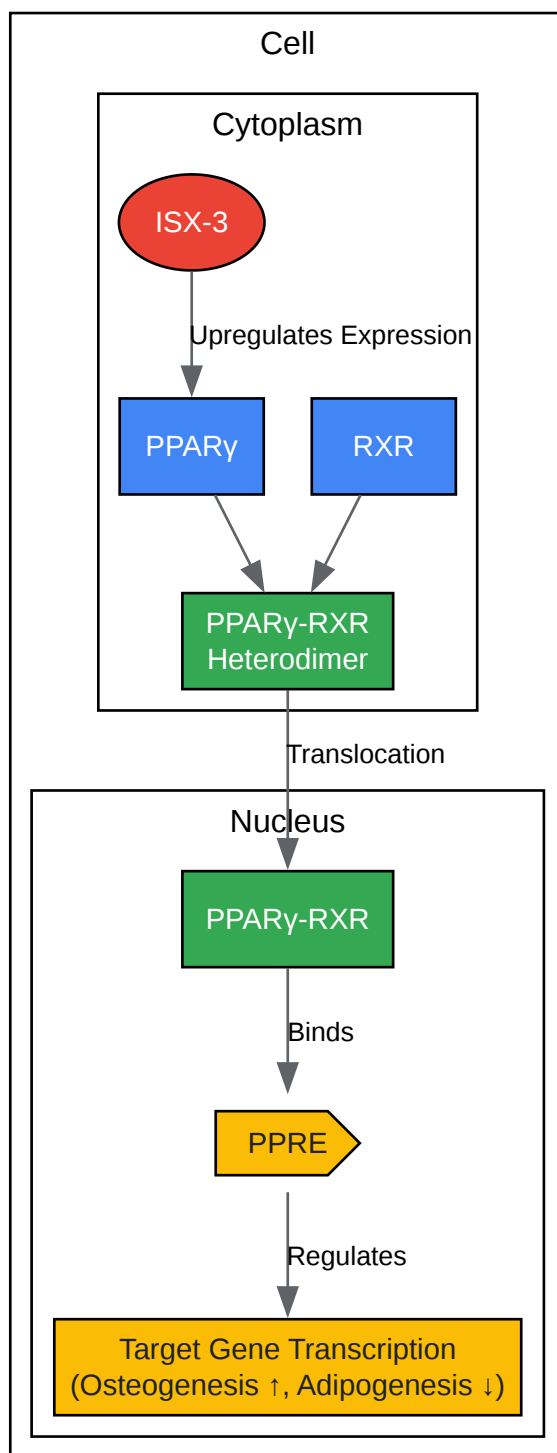 Cell
Cytoplasm
ISX-3
Upregulates Expression
PPARγ
RXR
PPARγ-RXR
Heterodimer
Translocation
Nucleus
PPARγ-RXR
Binds
PPRE
Regulates
Target Gene Transcription
(Osteogenesis ↑, Adipogenesis ↓)